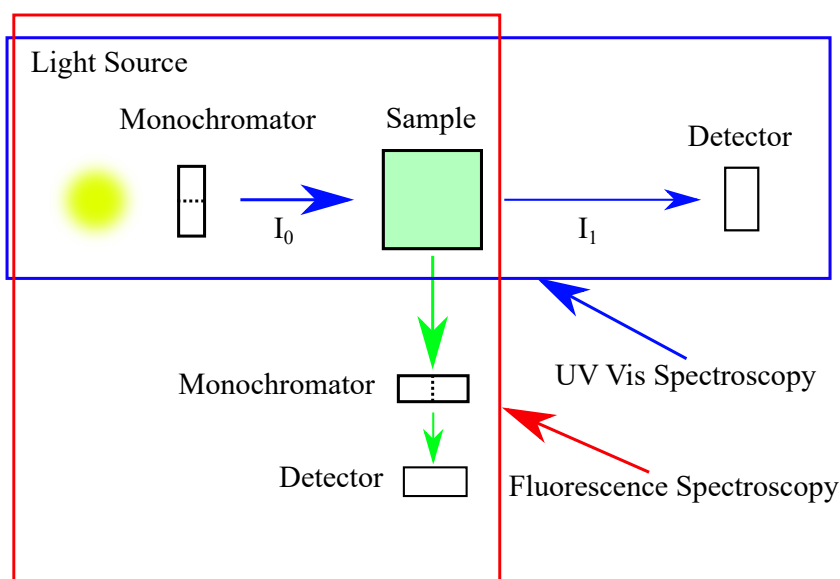 Light Source
Monochromator
Sample
Detector
I₀
I₁
UV Vis Spectroscopy
Monochromator
Detector
Fluorescence Spectroscopy